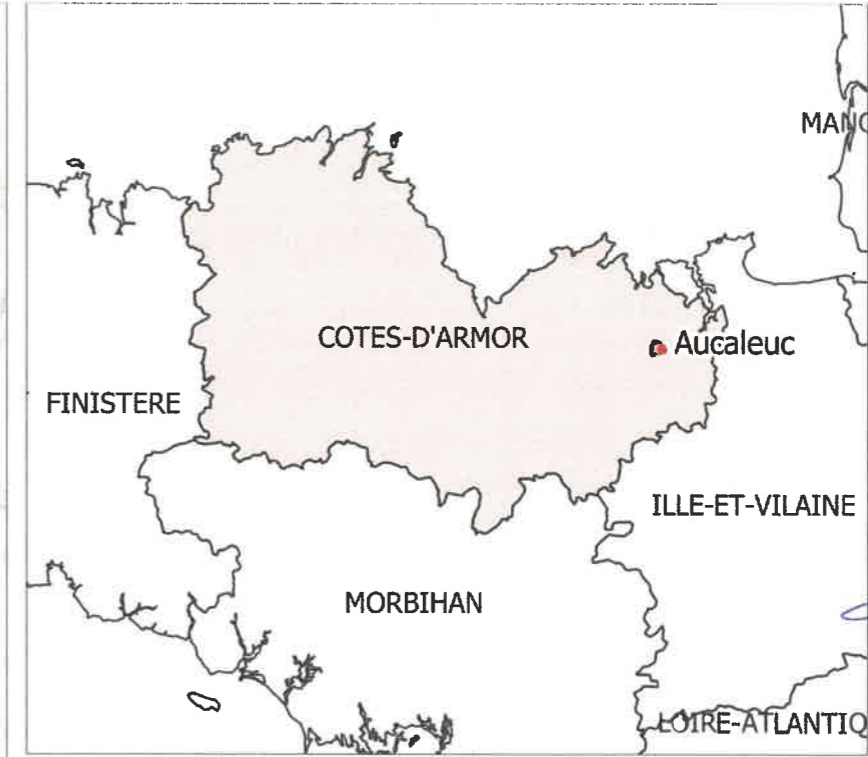 MANC
COTES-D'ARMOR
Aucaleuc
FINISTERE
ILLE-ET-VILAINE
MORBIHAN
LOIRE-ATLANTIQ